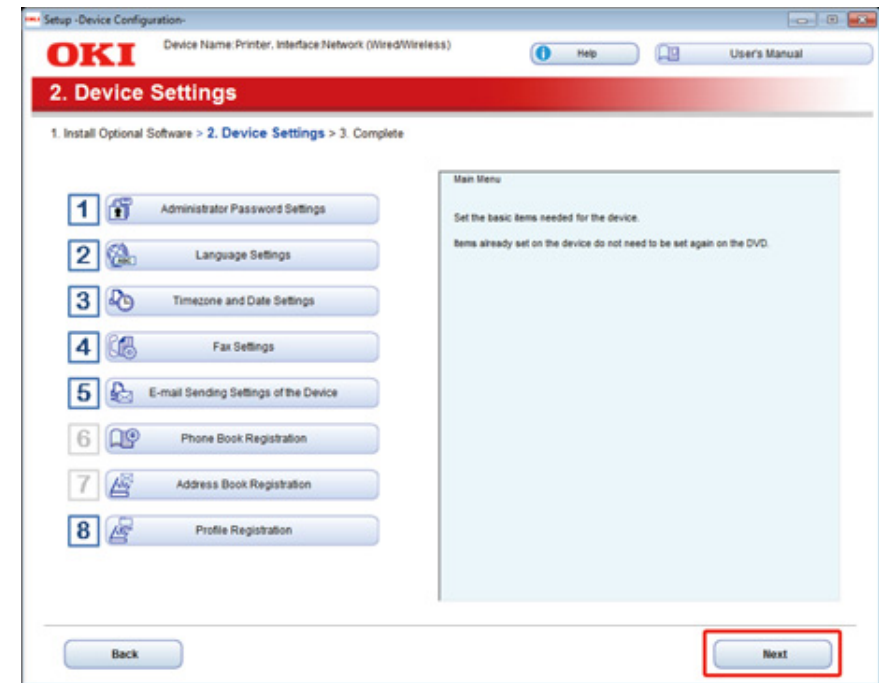 Setup -Device Configuration-
OKI
Device Name:Printer, Interface:Network (Wired/Wireless)
Help
User's Manual
2. Device Settings
1. Install Optional Software > 2. Device Settings > 3. Complete
1 Administrator Password Settings
2 Language Settings
3 Timezone and Date Settings
4 Fax Settings
5 E-mail Sending Settings of the Device
6 Phone Book Registration
7 Address Book Registration
8 Profile Registration
Main Menu
Set the basic items needed for the device.
Items already set on the device do not need to be set again on the DVD.
Back
Next